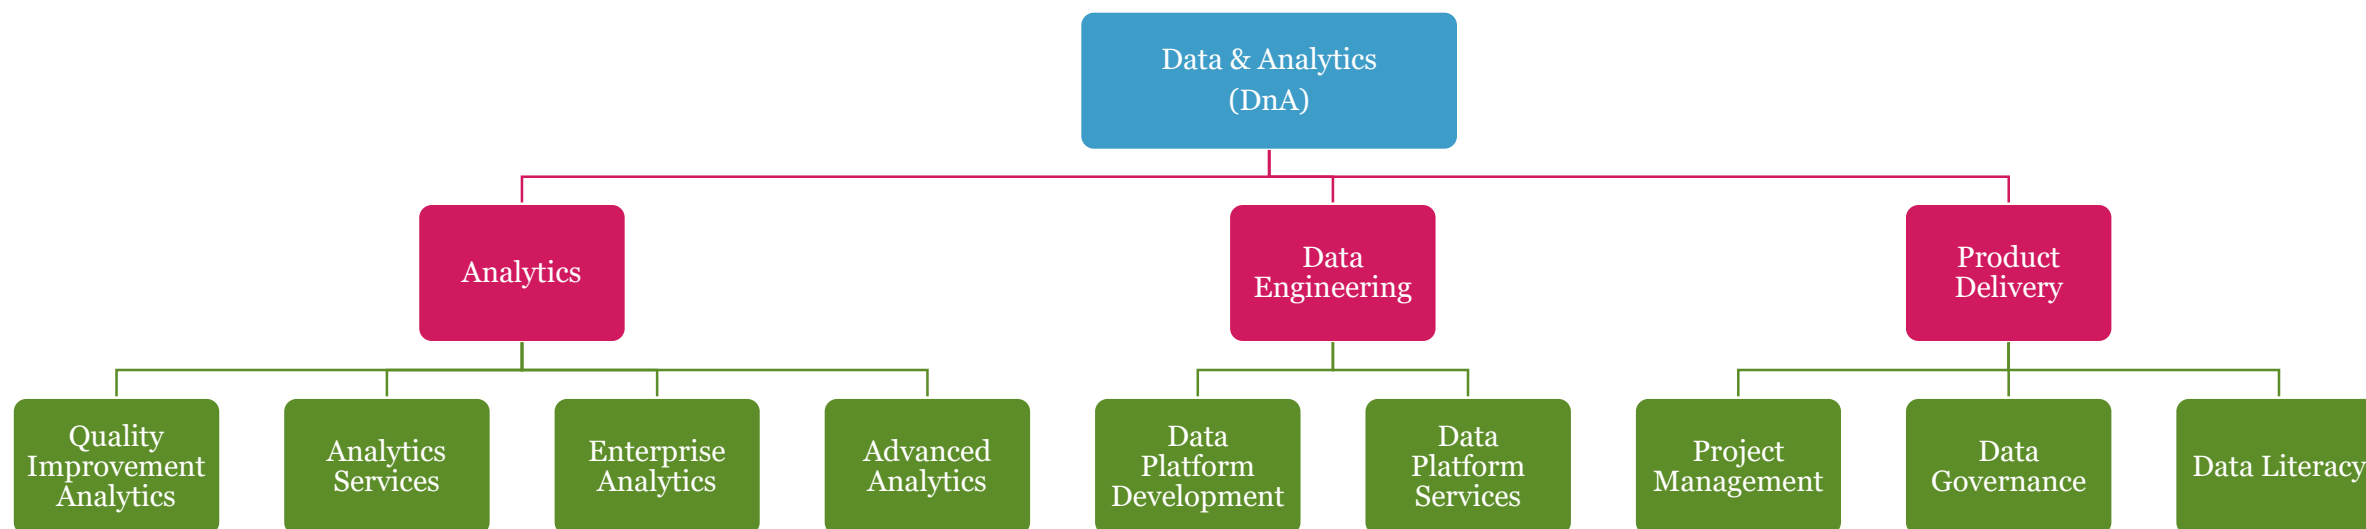 Data & Analytics
(DnA)
Analytics
Data
Engineering
Product
Delivery
Quality
Improvement
Analytics
Analytics
Services
Enterprise
Analytics
Advanced
Analytics
Data
Platform
Development
Data
Platform
Services
Project
Management
Data
Governance
Data Literacy